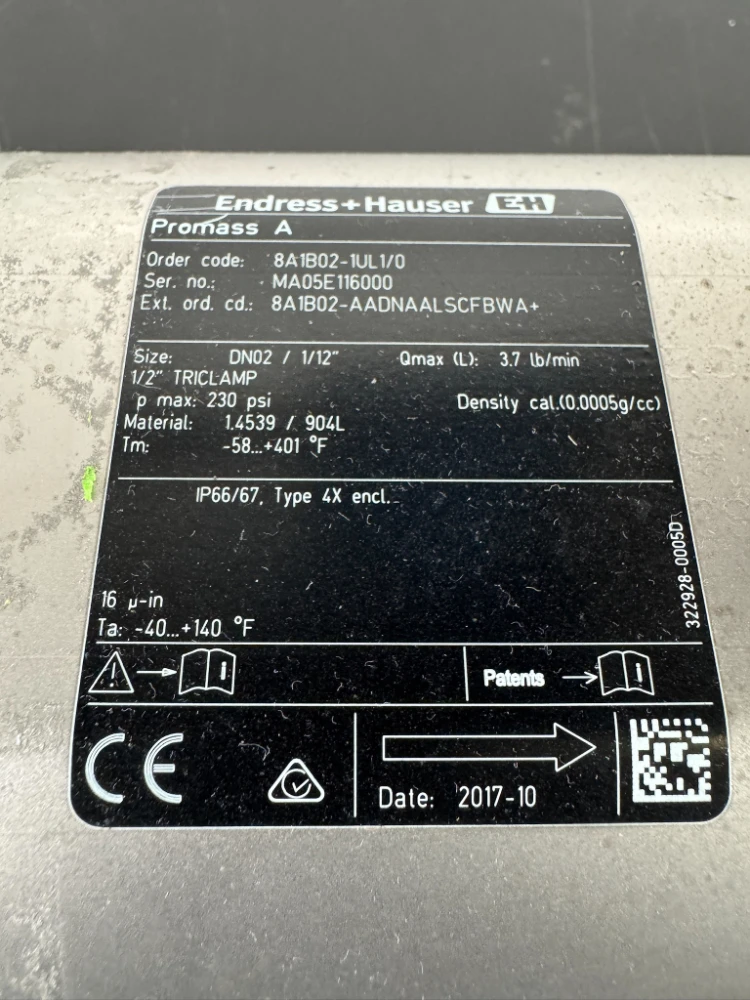 Endress+Hauser EH
Promass A
Order code: 8A1B02-1UL1/0
Ser. no.: MA05E116000
Ext. ord. cd.: 8A1B02-AADNAALSCFBWA+
Size: DN02 / 1/12" Qmax (L): 3.7 lb/min
1/2" TRICLAMP
p max: 230 psi Density cal.(0.0005g/cc)
Material: 1.4539 / 904L
Tm: -58...+401 °F
IP66/67, Type 4X encl.
322928-0005D
16 µ-in
Ta: -40...+140 °F
Patents
CE
Date: 2017-10